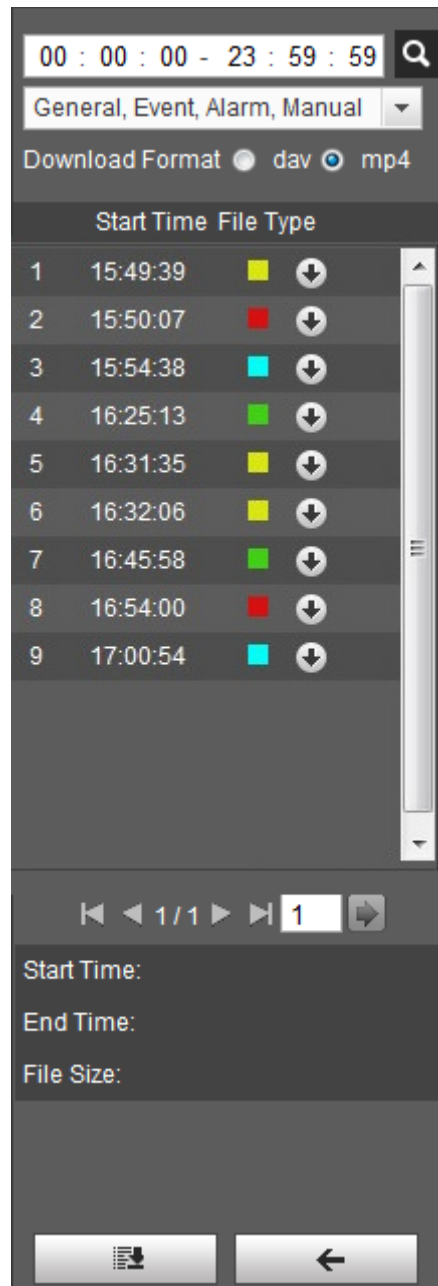 00 : 00 : 00 - 23 : 59 : 59
General, Event, Alarm, Manual
Download Format dav mp4
Start Time File Type
1 15:49:39
2 15:50:07
3 15:54:38
4 16:25:13
5 16:31:35
6 16:32:06
7 16:45:58
8 16:54:00
9 17:00:54
1 / 1 1
Start Time:
End Time:
File Size: